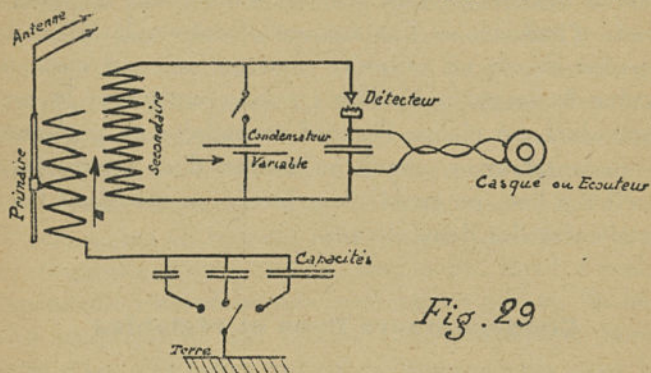 Antenne
Primaire
Secondaire
Condensateur
Variable
Détecteur
Casque ou Ecouteur
Capacités
Terre
Fig. 29